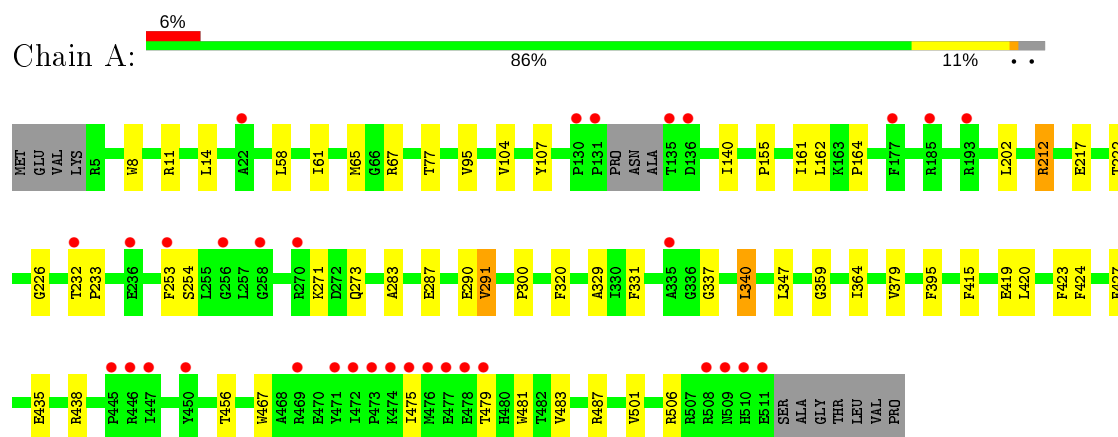 6%
Chain A:
86%
11%
• •
MET GLU VAL LYS R5 W8 R11 L14 A22 L58 I61 M65 G66 R67 T77 V95 V104 Y107 P130 P131 PRO ASN ALA T135 D136 I140 P155 I161 L162 K163 P164 F177 R185 R193 L202 R212 E217 T222
G226 T232 P233 E236 F253 S254 L255 G256 L257 G258 R270 K271 D272 Q273 A283 E287 E290 V291 P300 F320 A329 I330 F331 A335 G336 G337 L340 L347 G359 I364 V379 F395 F415 E419 L420 F423 F424
E435 R438 P445 R446 I447 Y450 T456 W467 A468 R469 E470 Y471 I472 P473 K474 I475 M476 E477 E478 T479 H480 W481 T482 V483 R487 V501 R506 R507 R508 N509 H510 E511 SER ALA GLY THR LEU VAL PRO